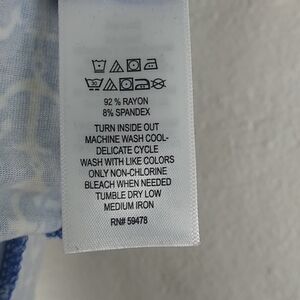 92 % RAYON
8% SPANDEX
TURN INSIDE OUT
MACHINE WASH COOL-
DELICATE CYCLE
WASH WITH LIKE COLORS
ONLY NON-CHLORINE
BLEACH WHEN NEEDED
TUMBLE DRY LOW
MEDIUM IRON
RN# 59478